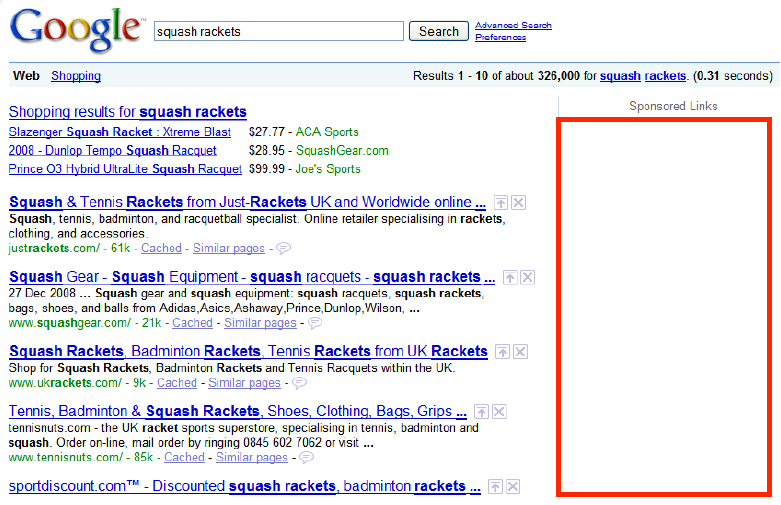 Google™
squash rackets
Search
Advanced Search
Preferences
Web Shopping
Results 1 - 10 of about 326,000 for squash rackets. (0.31 seconds)
Shopping results for squash rackets
Slazenger Squash Racket : Xtreme Blast $27.77 - ACA Sports
2008 - Dunlop Tempo Squash Racquet $28.95 - SquashGear.com
Prince O3 Hybrid UltraLite Squash Racquet $99.99 - Joe's Sports
Squash & Tennis Rackets from Just-Rackets UK and Worldwide online ...
Squash, tennis, badminton, and racquetball specialist. Online retailer specialising in rackets,
clothing, and accessories.
justrackets.com/ - 61k - Cached - Similar pages -
Squash Gear - Squash Equipment - squash racquets - squash rackets ...
27 Dec 2008 ... Squash gear and squash equipment: squash racquets, squash rackets,
bags, shoes, and balls from Adidas,Asics,Ashaway,Prince,Dunlop,Wilson, ...
www.squashgear.com/ - 21k - Cached - Similar pages -
Squash Rackets, Badminton Rackets, Tennis Rackets from UK Rackets
Shop for Squash Rackets, Badminton Rackets and Tennis Racquets within the UK.
www.ukrackets.com/ - 9k - Cached - Similar pages -
Tennis, Badminton & Squash Rackets, Shoes, Clothing, Bags, Grips ...
tennisnuts.com - the UK racket sports superstore, specialising in tennis, badminton and
squash. Order on-line, mail order by ringing 0845 602 7062 or visit ...
www.tennisnuts.com/ - 85k - Cached - Similar pages -
sportdiscount.com™ - Discounted squash rackets, badminton rackets ...
Sponsored Links